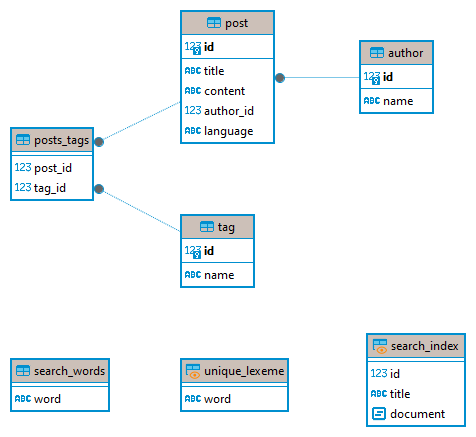 post
123 id
ABC title
ABC content
123 author_id
ABC language
author
123 id
ABC name
posts_tags
123 post_id
123 tag_id
tag
123 id
ABC name
search_words
ABC word
unique_lexeme
ABC word
search_index
123 id
ABC title
document